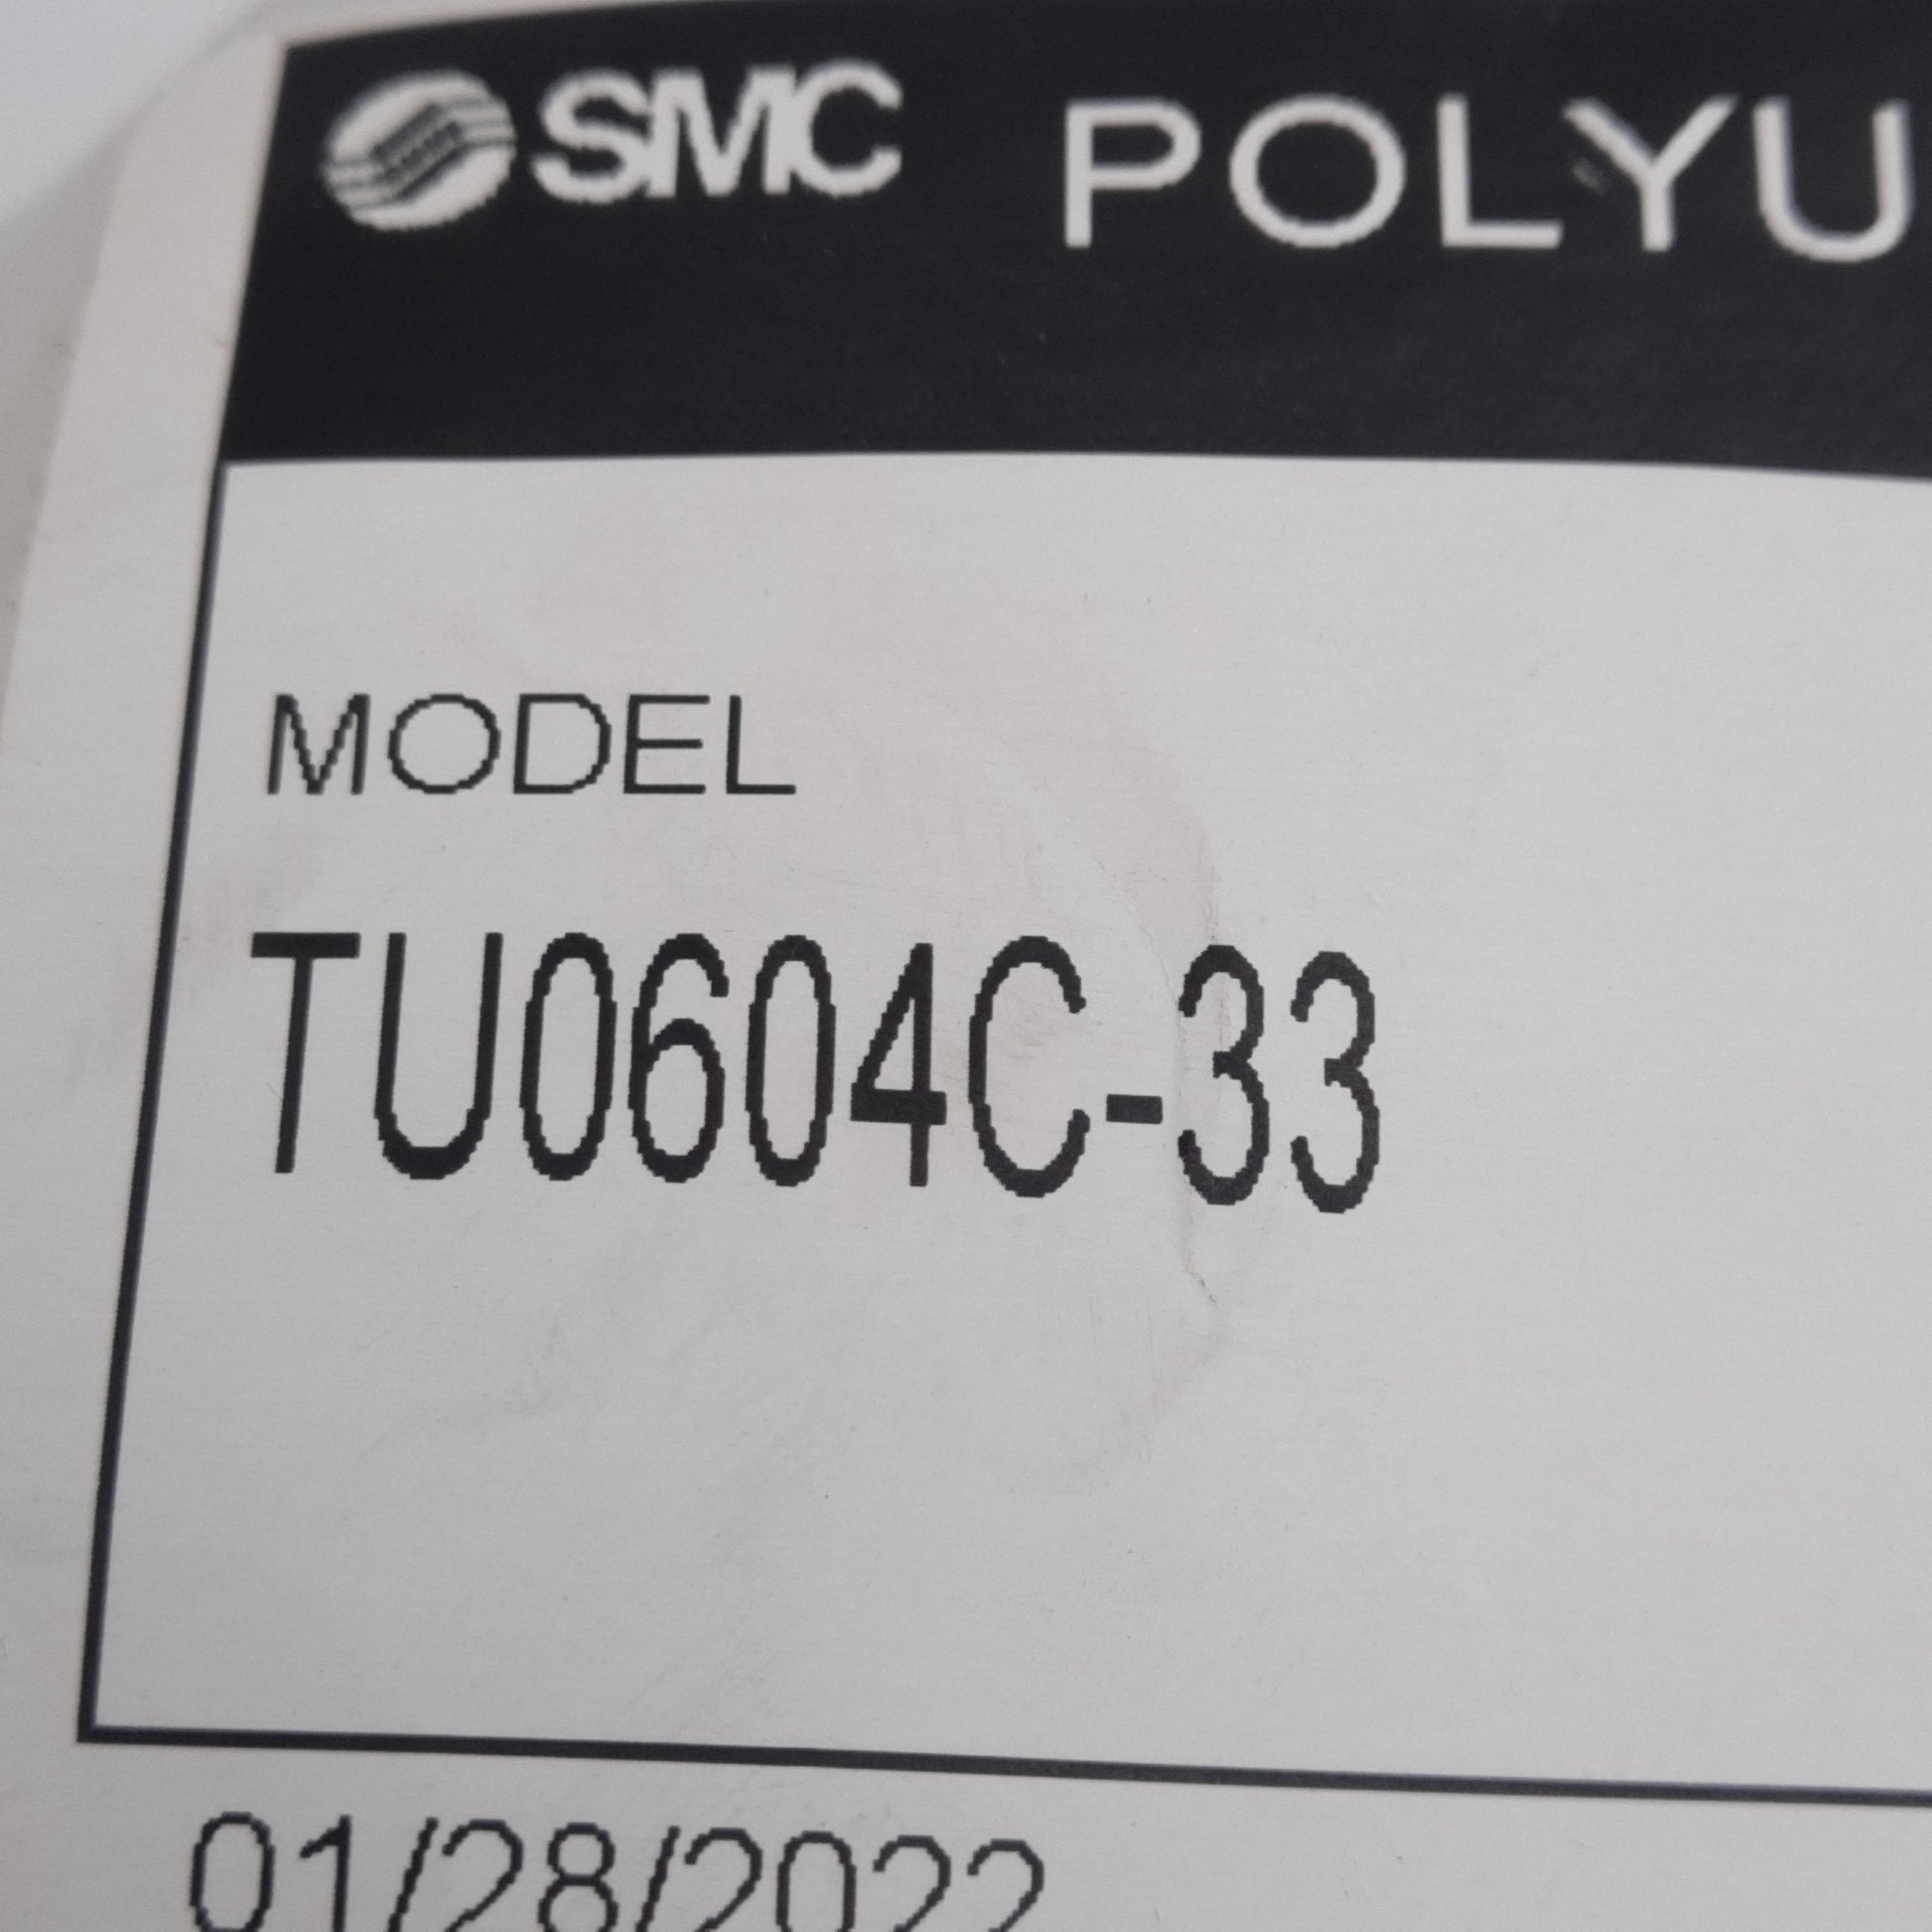 SMC POLYU
MODEL
TU0604C-33
01/28/2022